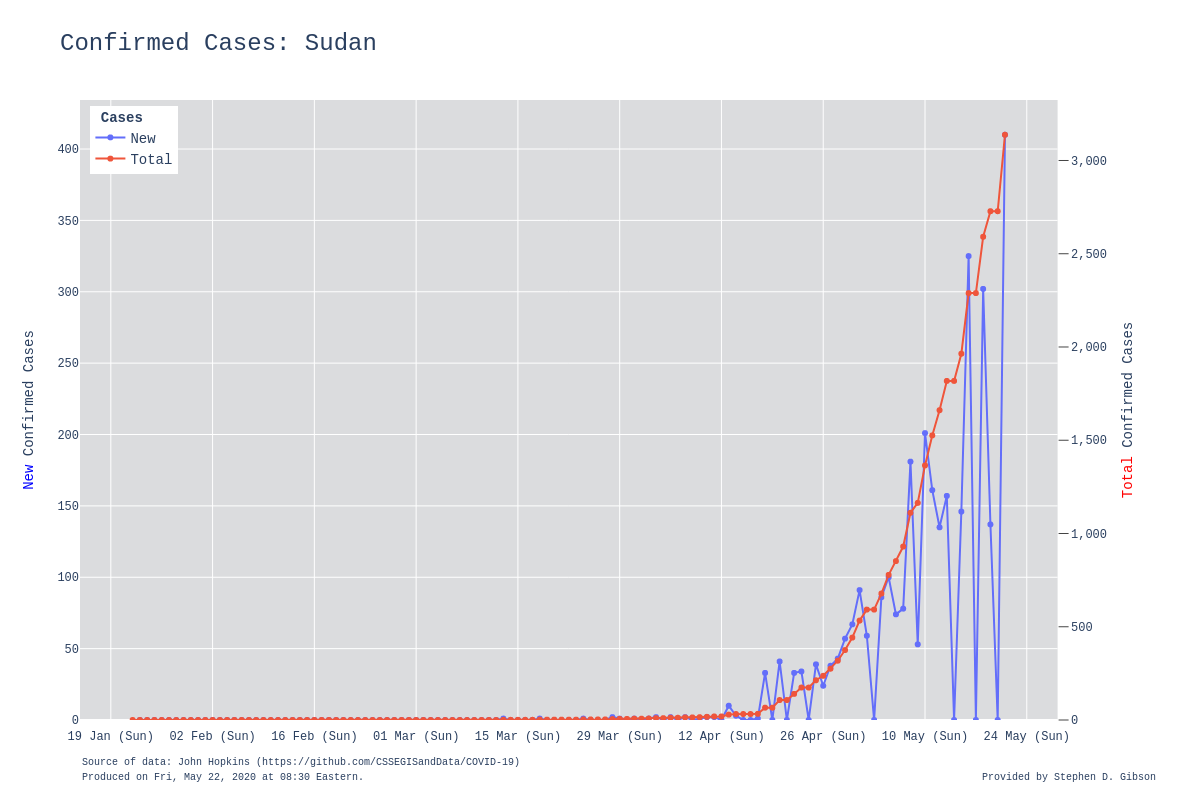 Confirmed Cases: Sudan
Cases
New
Total
400
350
300
250
200
150
100
50
0
3,000
2,500
2,000
1,500
1,000
500
0
New Confirmed Cases
Total Confirmed Cases
19 Jan (Sun) 02 Feb (Sun) 16 Feb (Sun) 01 Mar (Sun) 15 Mar (Sun) 29 Mar (Sun) 12 Apr (Sun) 26 Apr (Sun) 10 May (Sun) 24 May (Sun)
Source of data: John Hopkins (https://github.com/CSSEGISandData/COVID-19)
Produced on Fri, May 22, 2020 at 08:30 Eastern.
Provided by Stephen D. Gibson